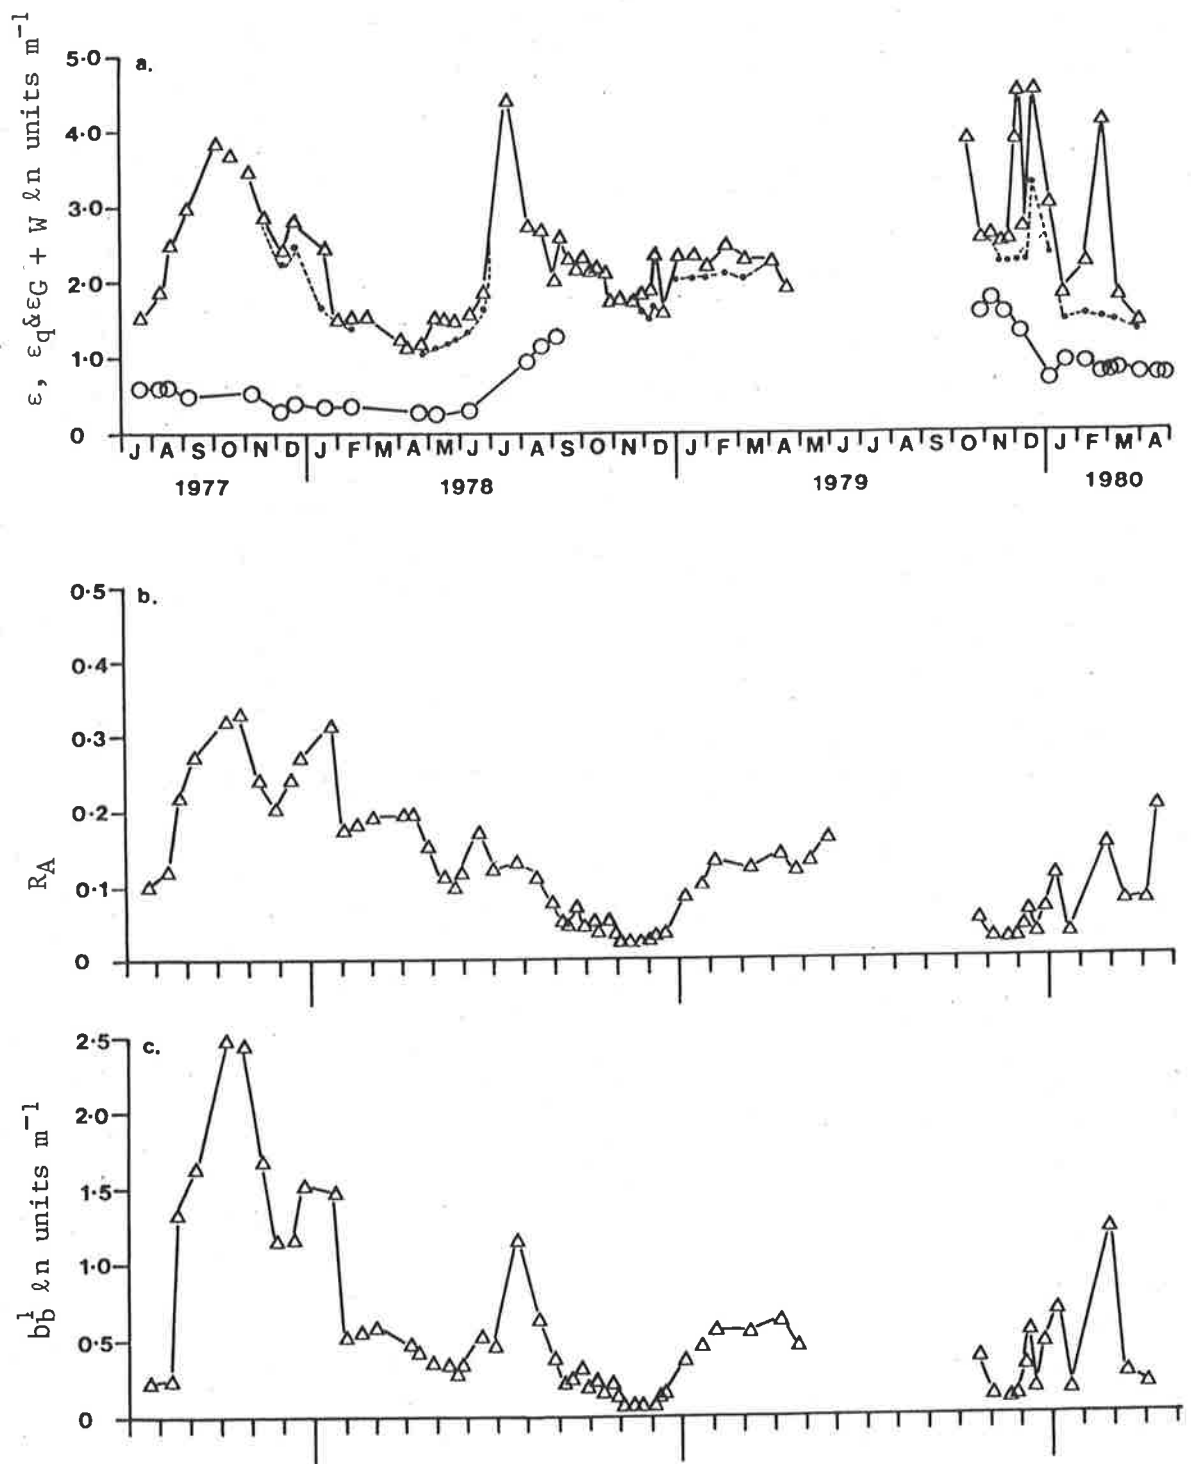 ε, εq&εG + W ℓn units m⁻¹
a.
5·0
4·0
3·0
2·0
1·0
0
J A S O N D J F M A M J J A S O N D J F M A M J J A S O N D J F M A
1977 1978 1979 1980
R_A
b.
0·5
0·4
0·3
0·2
0·1
0
b_b^1 ℓn units m⁻¹
c.
2·5
2·0
1·5
1·0
0·5
0